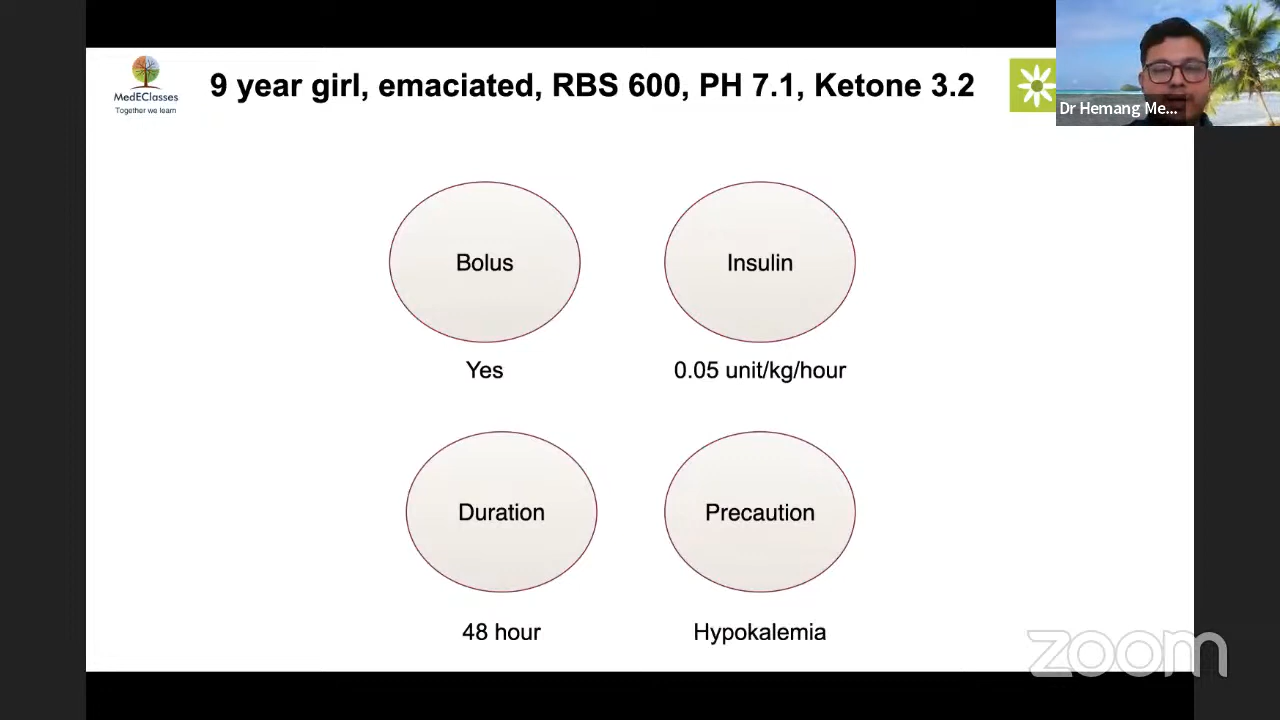 MedEClasses
Together we learn
9 year girl, emaciated, RBS 600, PH 7.1, Ketone 3.2
Dr Hemang Me...
Bolus
Insulin
Yes
0.05 unit/kg/hour
Duration
Precaution
48 hour
Hypokalemia
zoom